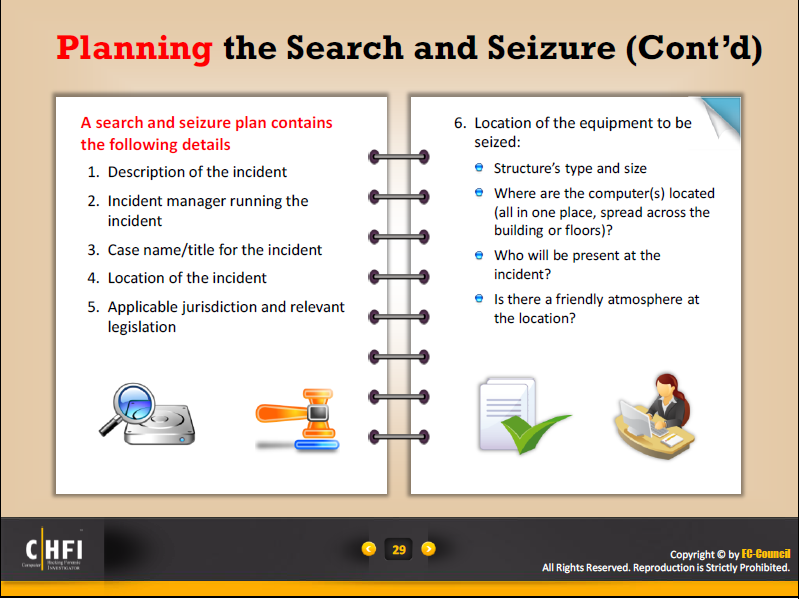 Planning the Search and Seizure (Cont’d)
A search and seizure plan contains
the following details
1. Description of the incident
2. Incident manager running the
incident
3. Case name/title for the incident
4. Location of the incident
5. Applicable jurisdiction and relevant
legislation
6. Location of the equipment to be
seized:
Structure’s type and size
Where are the computer(s) located
(all in one place, spread across the
building or floors)?
Who will be present at the
incident?
Is there a friendly atmosphere at
the location?
CHFI
Computer Hacking Forensic
INVESTIGATOR
29
Copyright © by EC-Council
All Rights Reserved. Reproduction is Strictly Prohibited.